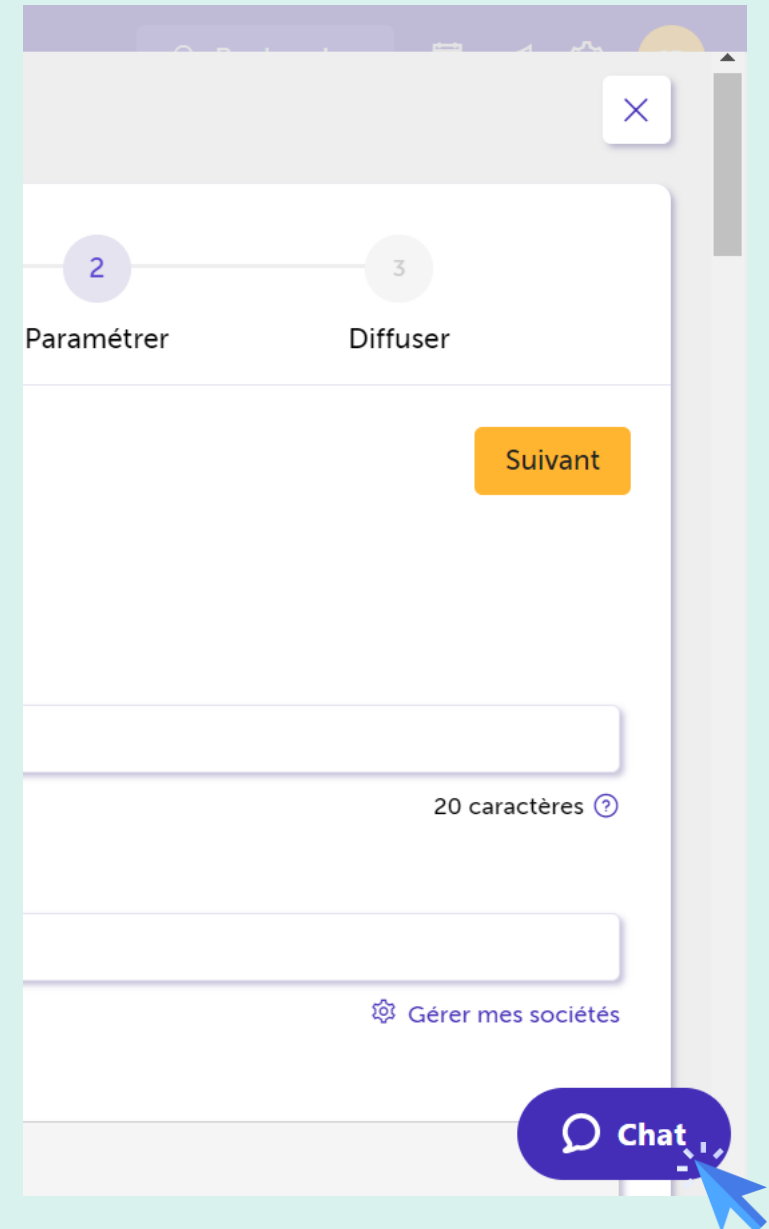 2
3
Paramétrer
Diffuser
Suivant
20 caractères
Gérer mes sociétés
Chat